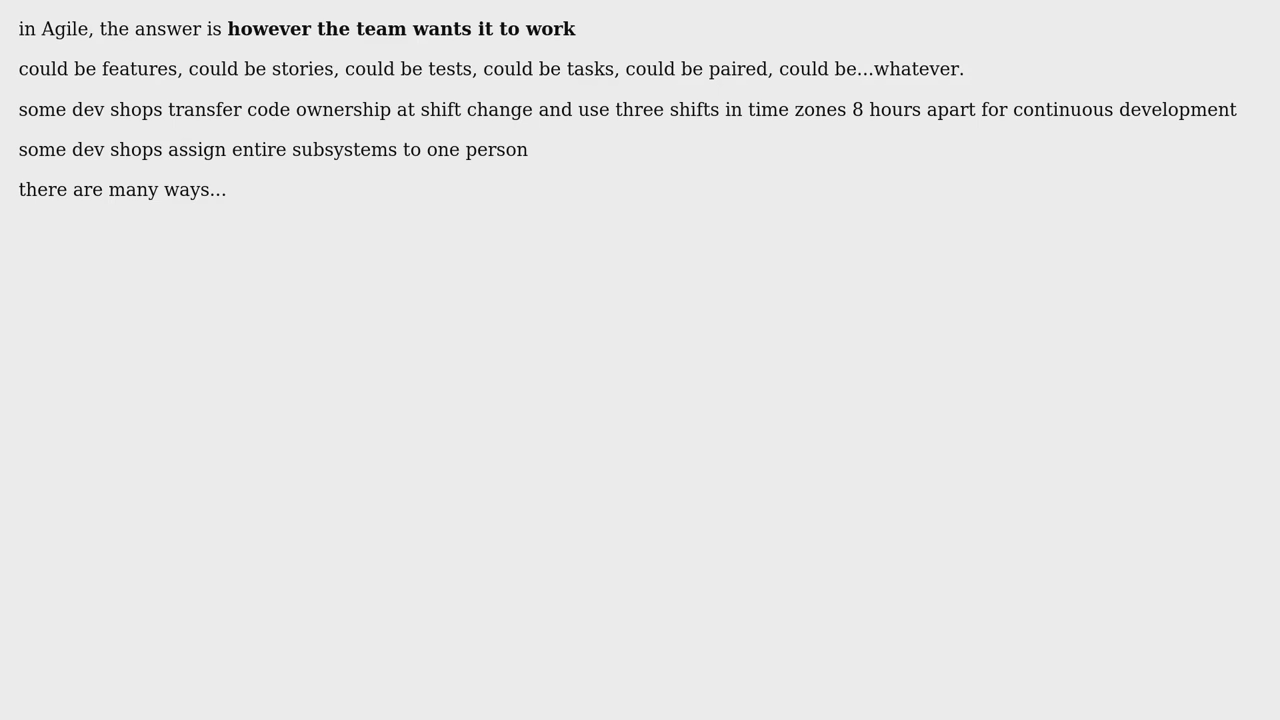 in Agile, the answer is however the team wants it to work
could be features, could be stories, could be tests, could be tasks, could be paired, could be...whatever.
some dev shops transfer code ownership at shift change and use three shifts in time zones 8 hours apart for continuous development
some dev shops assign entire subsystems to one person
there are many ways...